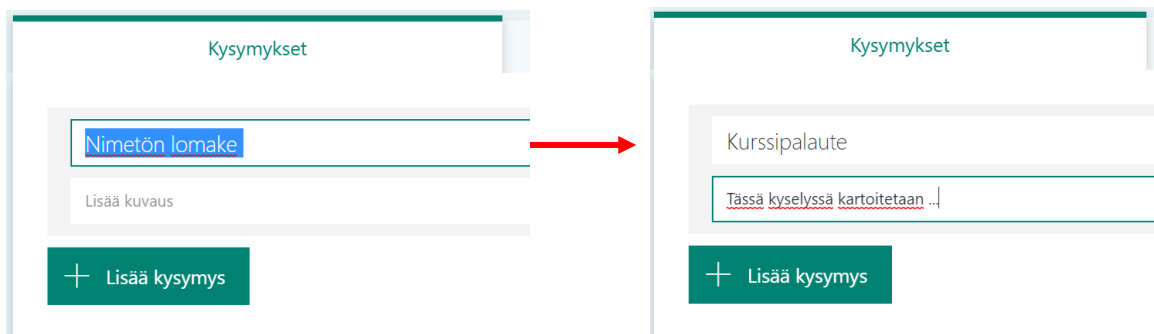 Kysymykset
Nimetön lomake
Lisää kuvaus
Lisää kysymys
Kysymykset
Kurssipalaute
Tässä kyselyssä kartoitetaan ...
Lisää kysymys